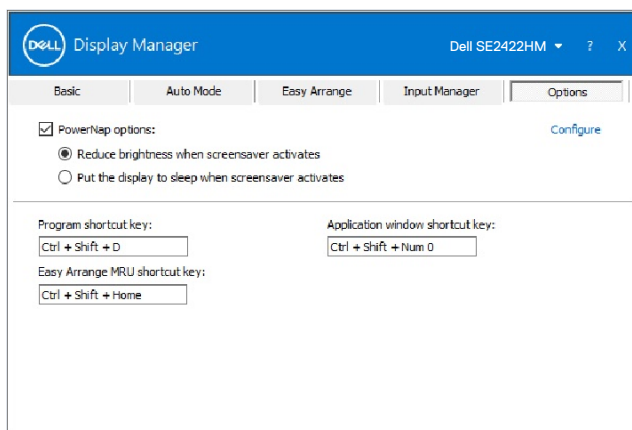 DELL Display Manager Dell SE2422HM ? X
Basic Auto Mode Easy Arrange Input Manager Options
PowerNap options: Configure
Reduce brightness when screensaver activates
Put the display to sleep when screensaver activates
Program shortcut key: Application window shortcut key:
Ctrl + Shift + D Ctrl + Shift + Num 0
Easy Arrange MRU shortcut key:
Ctrl + Shift + Home